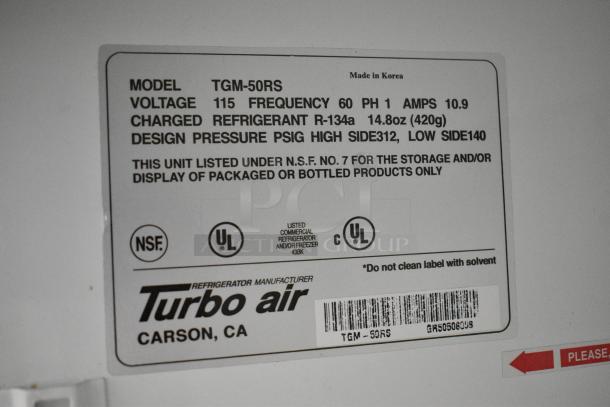 Made in Korea
MODEL TGM-50RS
VOLTAGE 115 FREQUENCY 60 PH 1 AMPS 10.9
CHARGED REFRIGERANT R-134a 14.8oz (420g)
DESIGN PRESSURE PSIG HIGH SIDE312, LOW SIDE140
THIS UNIT LISTED UNDER N.S.F. NO. 7 FOR THE STORAGE AND/OR
DISPLAY OF PACKAGED OR BOTTLED PRODUCTS ONLY
PCI
GROUP
NSF.
UL
LISTED
COMMERCIAL
REFRIGERATOR
AND/OR FREEZER
C UL
*Do not clean label with solvent
REFRIGERATOR MANUFACTURER
Turbo air
CARSON, CA
TGM-50RS
PLEASE